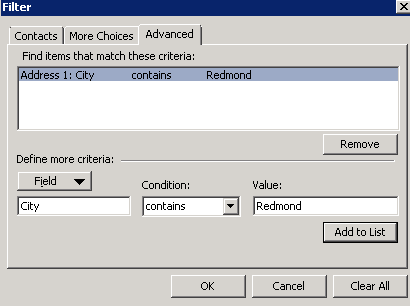 Filter
Contacts More Choices Advanced
Find items that match these criteria:
Address 1: City contains Redmond
Remove
Define more criteria:
Field Condition: Value:
City contains Redmond
Add to List
OK Cancel Clear All